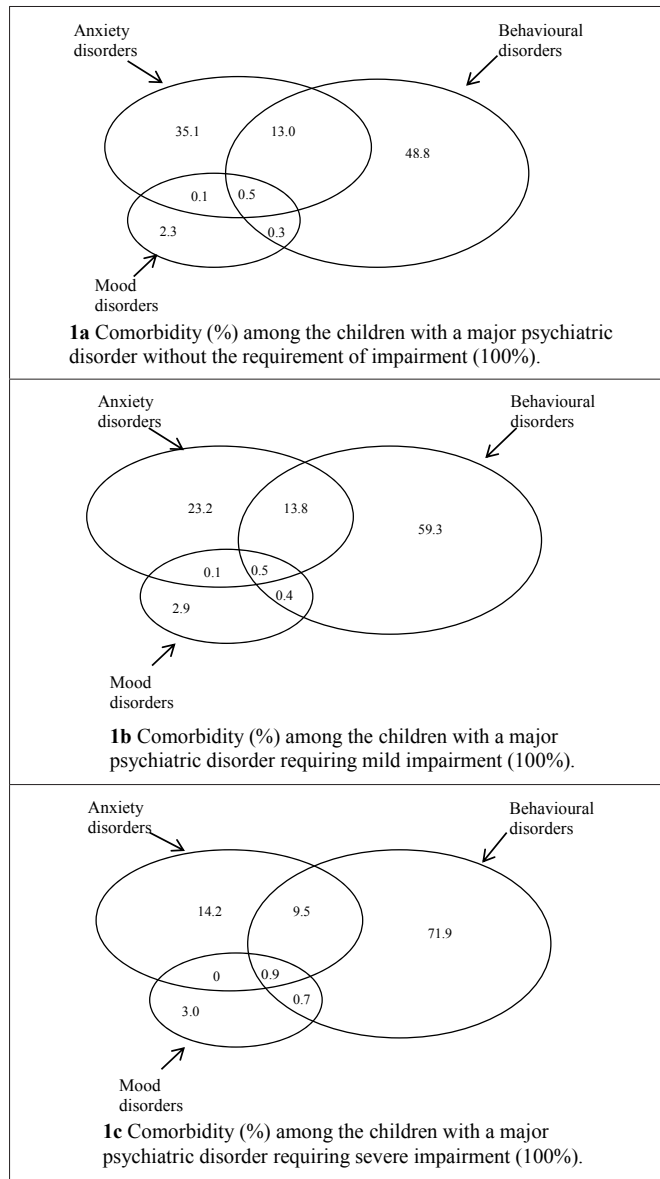 Anxiety
disorders
Behavioural
disorders
35.1
13.0
48.8
0.1
0.5
2.3
0.3
Mood
disorders
1a Comorbidity (%) among the children with a major psychiatric
disorder without the requirement of impairment (100%).
Anxiety
disorders
Behavioural
disorders
23.2
13.8
59.3
0.1
0.5
2.9
0.4
Mood
disorders
1b Comorbidity (%) among the children with a major
psychiatric disorder requiring mild impairment (100%).
Anxiety
disorders
Behavioural
disorders
14.2
9.5
71.9
0
0.9
3.0
0.7
Mood
disorders
1c Comorbidity (%) among the children with a major
psychiatric disorder requiring severe impairment (100%).